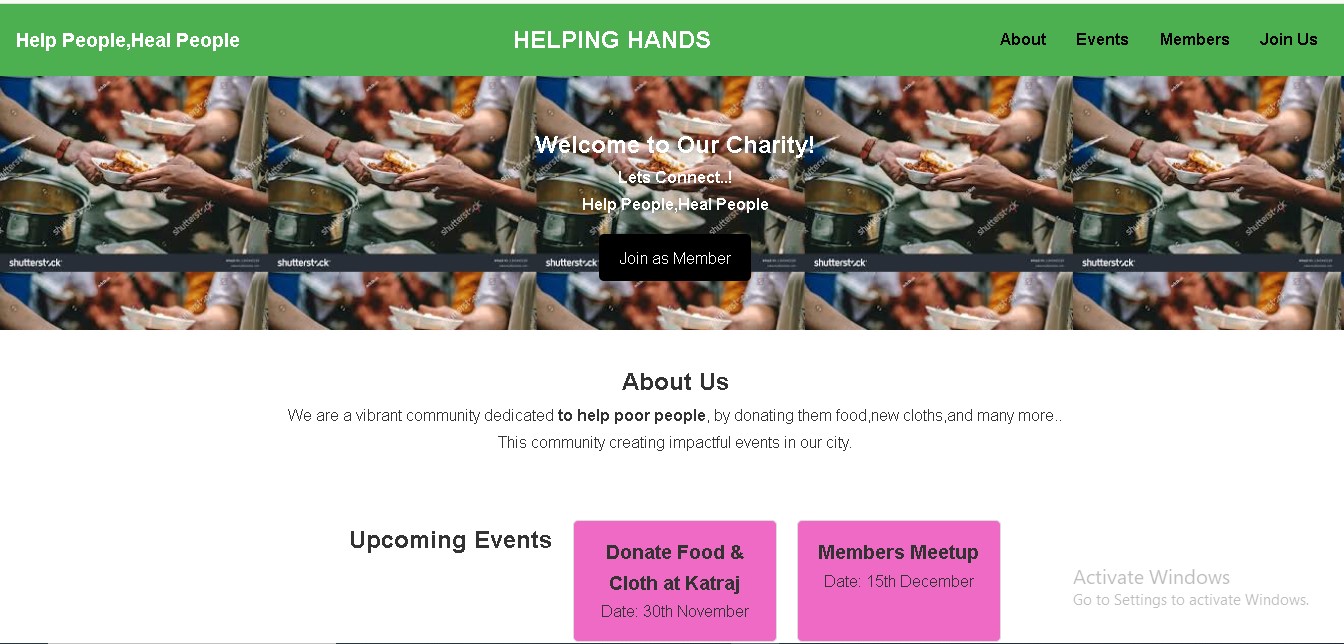 Help People,Heal People
HELPING HANDS
About Events Members Join Us
Welcome to Our Charity!
Lets Connect..!
Help People,Heal People
Join as Member
shutterstock shutterstock shutterstock shutterstock shutterstock
About Us
We are a vibrant community dedicated to help poor people, by donating them food,new cloths,and many more..
This community creating impactful events in our city.
Upcoming Events
Donate Food &
Cloth at Katraj
Date: 30th November
Members Meetup
Date: 15th December
Activate Windows
Go to Settings to activate Windows.